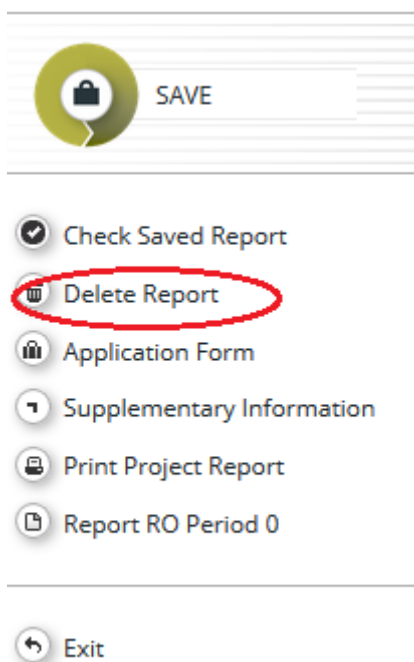 SAVE
Check Saved Report
Delete Report
Application Form
Supplementary Information
Print Project Report
Report RO Period 0
Exit